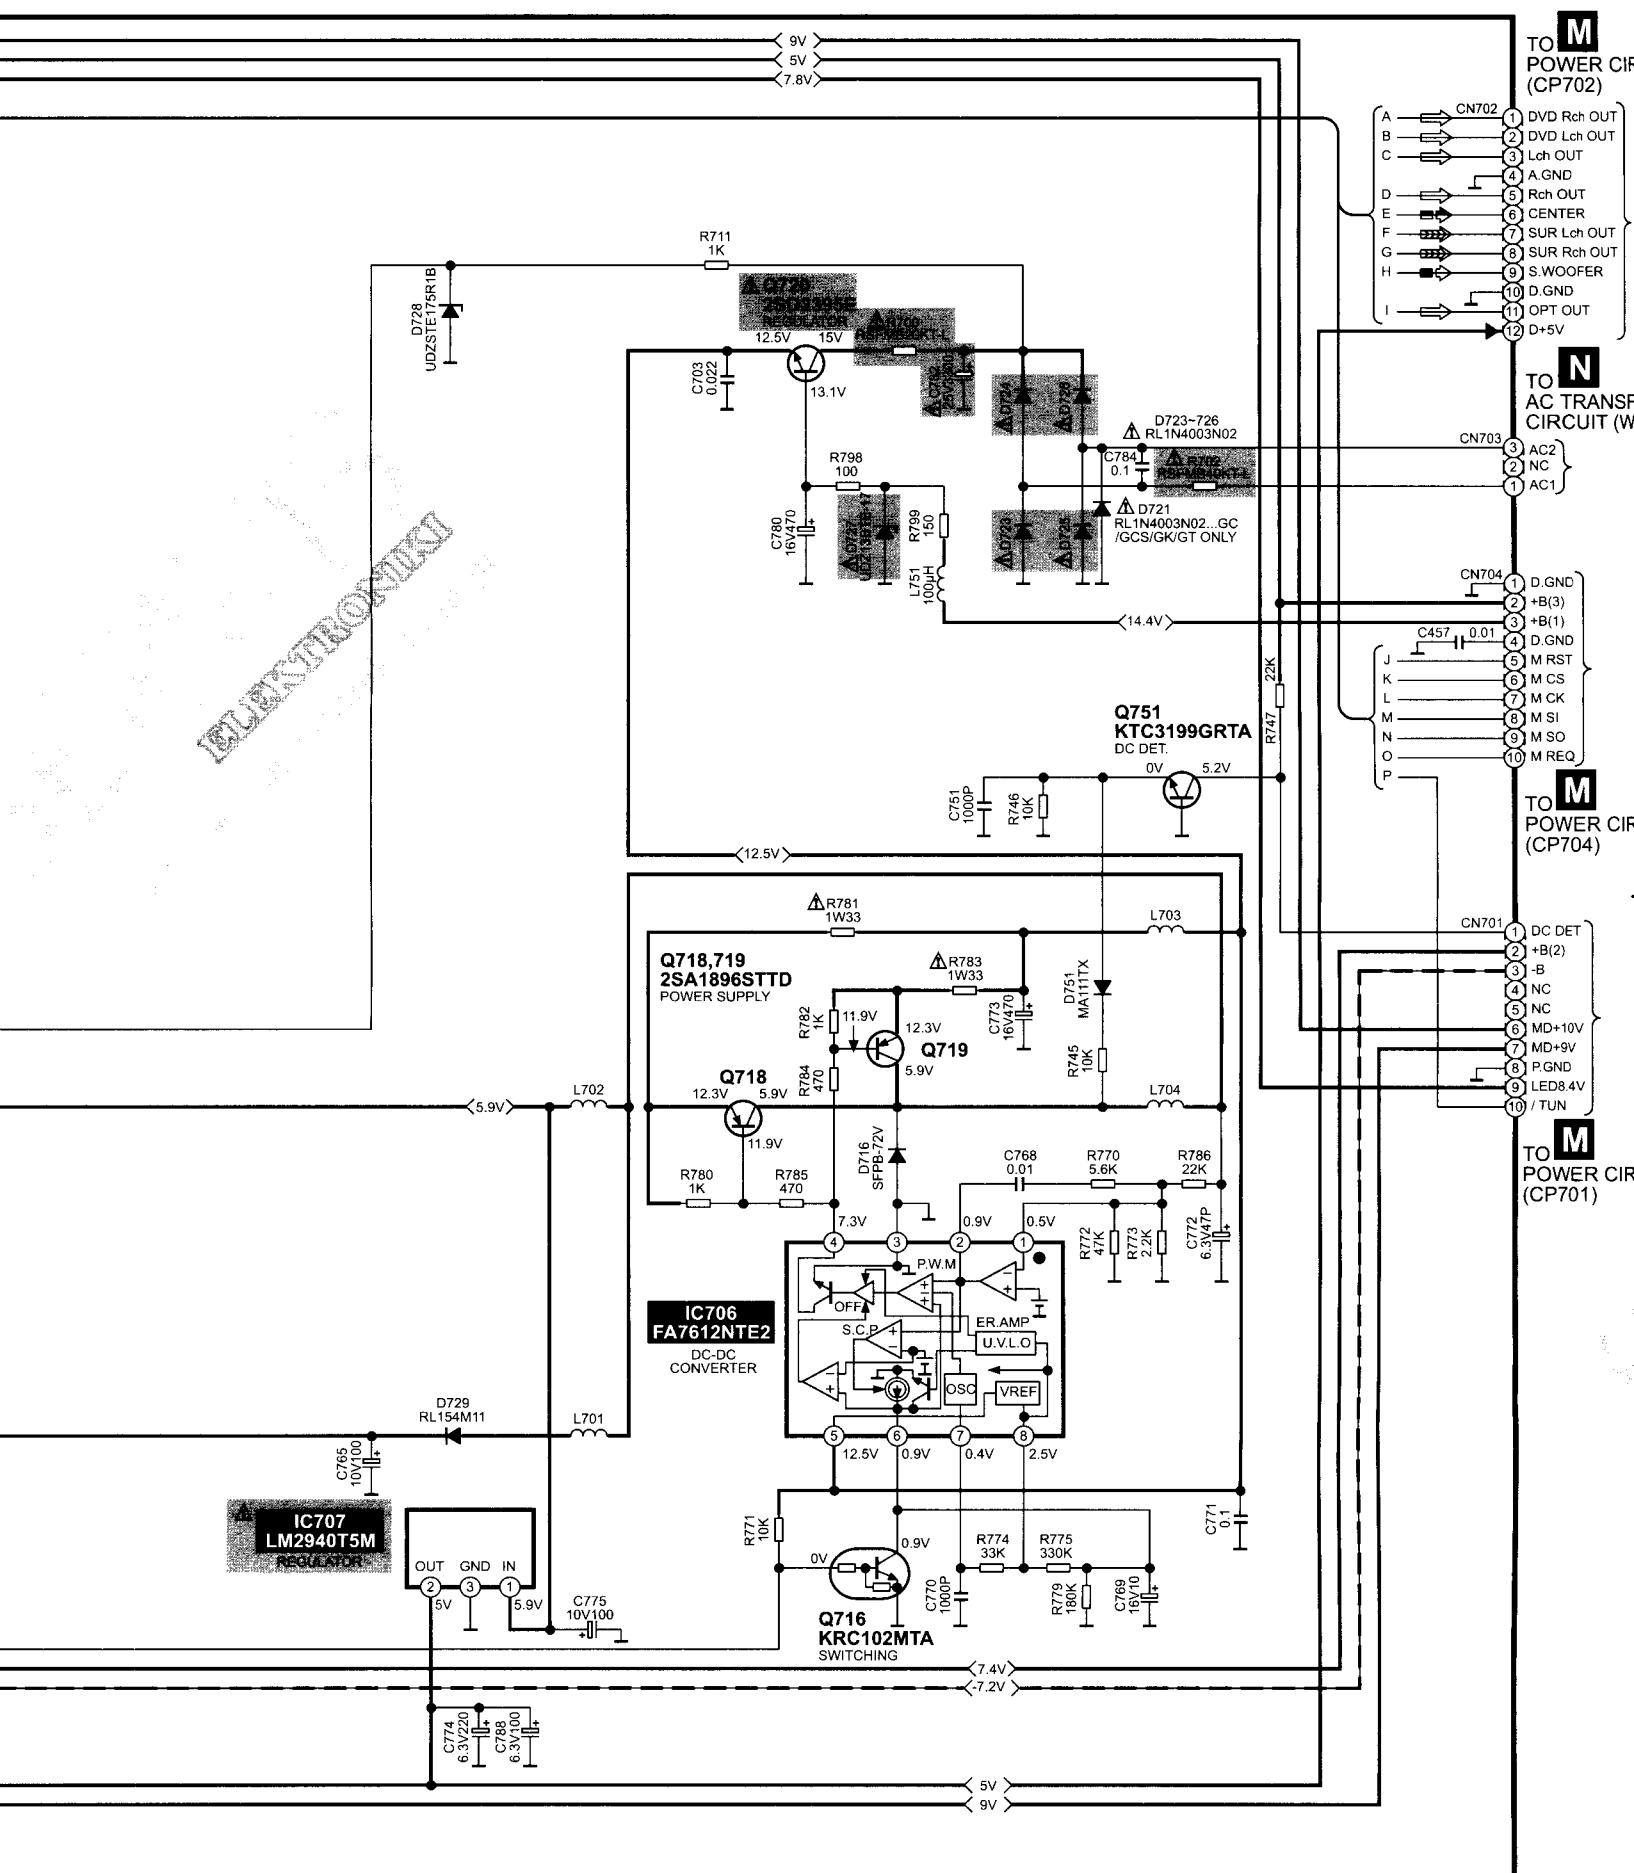 9V
5V
7.8V
TO M
POWER CIR
(CP702)
CN702
A
B
C
D
E
F
G
H
I
1 DVD Rch OUT
2 DVD Lch OUT
3 Lch OUT
4 A.GND
5 Rch OUT
6 CENTER
7 SUR Lch OUT
8 SUR Rch OUT
9 S.WOOFER
10 D.GND
11 OPT OUT
12 D+5V
TO N
AC TRANSF
CIRCUIT (W
CN703
3 AC2
2 NC
1 AC1
R711
1K
D728
UDZSTE175R1B
Q720
REGULATOR
12.5V
15V
13.1V
C703
0.022
D724
D726
D723~726
RL1N4003N02
C784
0.1
R702
D721
RL1N4003N02...GC
/GCS/GK/GT ONLY
D723
D725
R798
100
C780
16V470
D727
R799
150
L751
100µH
14.4V
CN704
1 D.GND
2 +B(3)
3 +B(1)
4 D.GND
5 M RST
6 M CS
7 M CK
8 M SI
9 M SO
10 M REQ
C457
0.01
J
K
L
M
N
O
P
TO M
POWER CIR
(CP704)
ELEKTROTANYA
22K
R747
Q751
KTC3199GRTA
DC DET.
0V
5.2V
C751
1000P
R746
10K
12.5V
R781
1W33
L703
Q718,719
2SA1896STTD
POWER SUPPLY
R783
1W33
R782
1K
11.9V
12.3V
Q719
5.9V
C773
16V470
D751
MA111TX
R745
10K
R784
470
Q718
12.3V
5.9V
11.9V
L704
5.9V
L702
CN701
1 DC DET
2 +B(2)
3 -B
4 NC
5 NC
6 MD+10V
7 MD+9V
8 P.GND
9 LED8.4V
10 / TUN
TO M
POWER CIR
(CP701)
R780
1K
R785
470
D716
SFPB-72V
C768
0.01
R770
5.6K
R786
22K
R772
47K
R773
2.2K
C772
6.3V47P
7.3V
0.9V
0.5V
4
3
2
1
P.W.M
OFF
S.C.P
ER.AMP
U.V.L.O
OSC
VREF
IC706
FA7612NTE2
DC-DC
CONVERTER
5
6
7
8
12.5V
0.9V
0.4V
2.5V
D729
RL154M11
L701
C765
10V100
IC707
LM2940T5M
REGULATOR
OUT
GND
IN
2
3
1
5V
5.9V
C775
10V100
R771
10K
0V
0.9V
Q716
KRC102MTA
SWITCHING
C770
1000P
R774
33K
R775
330K
R779
180K
C769
16V10
C771
0.1
7.4V
-7.2V
C774
6.3V220
C788
6.3V100
5V
9V